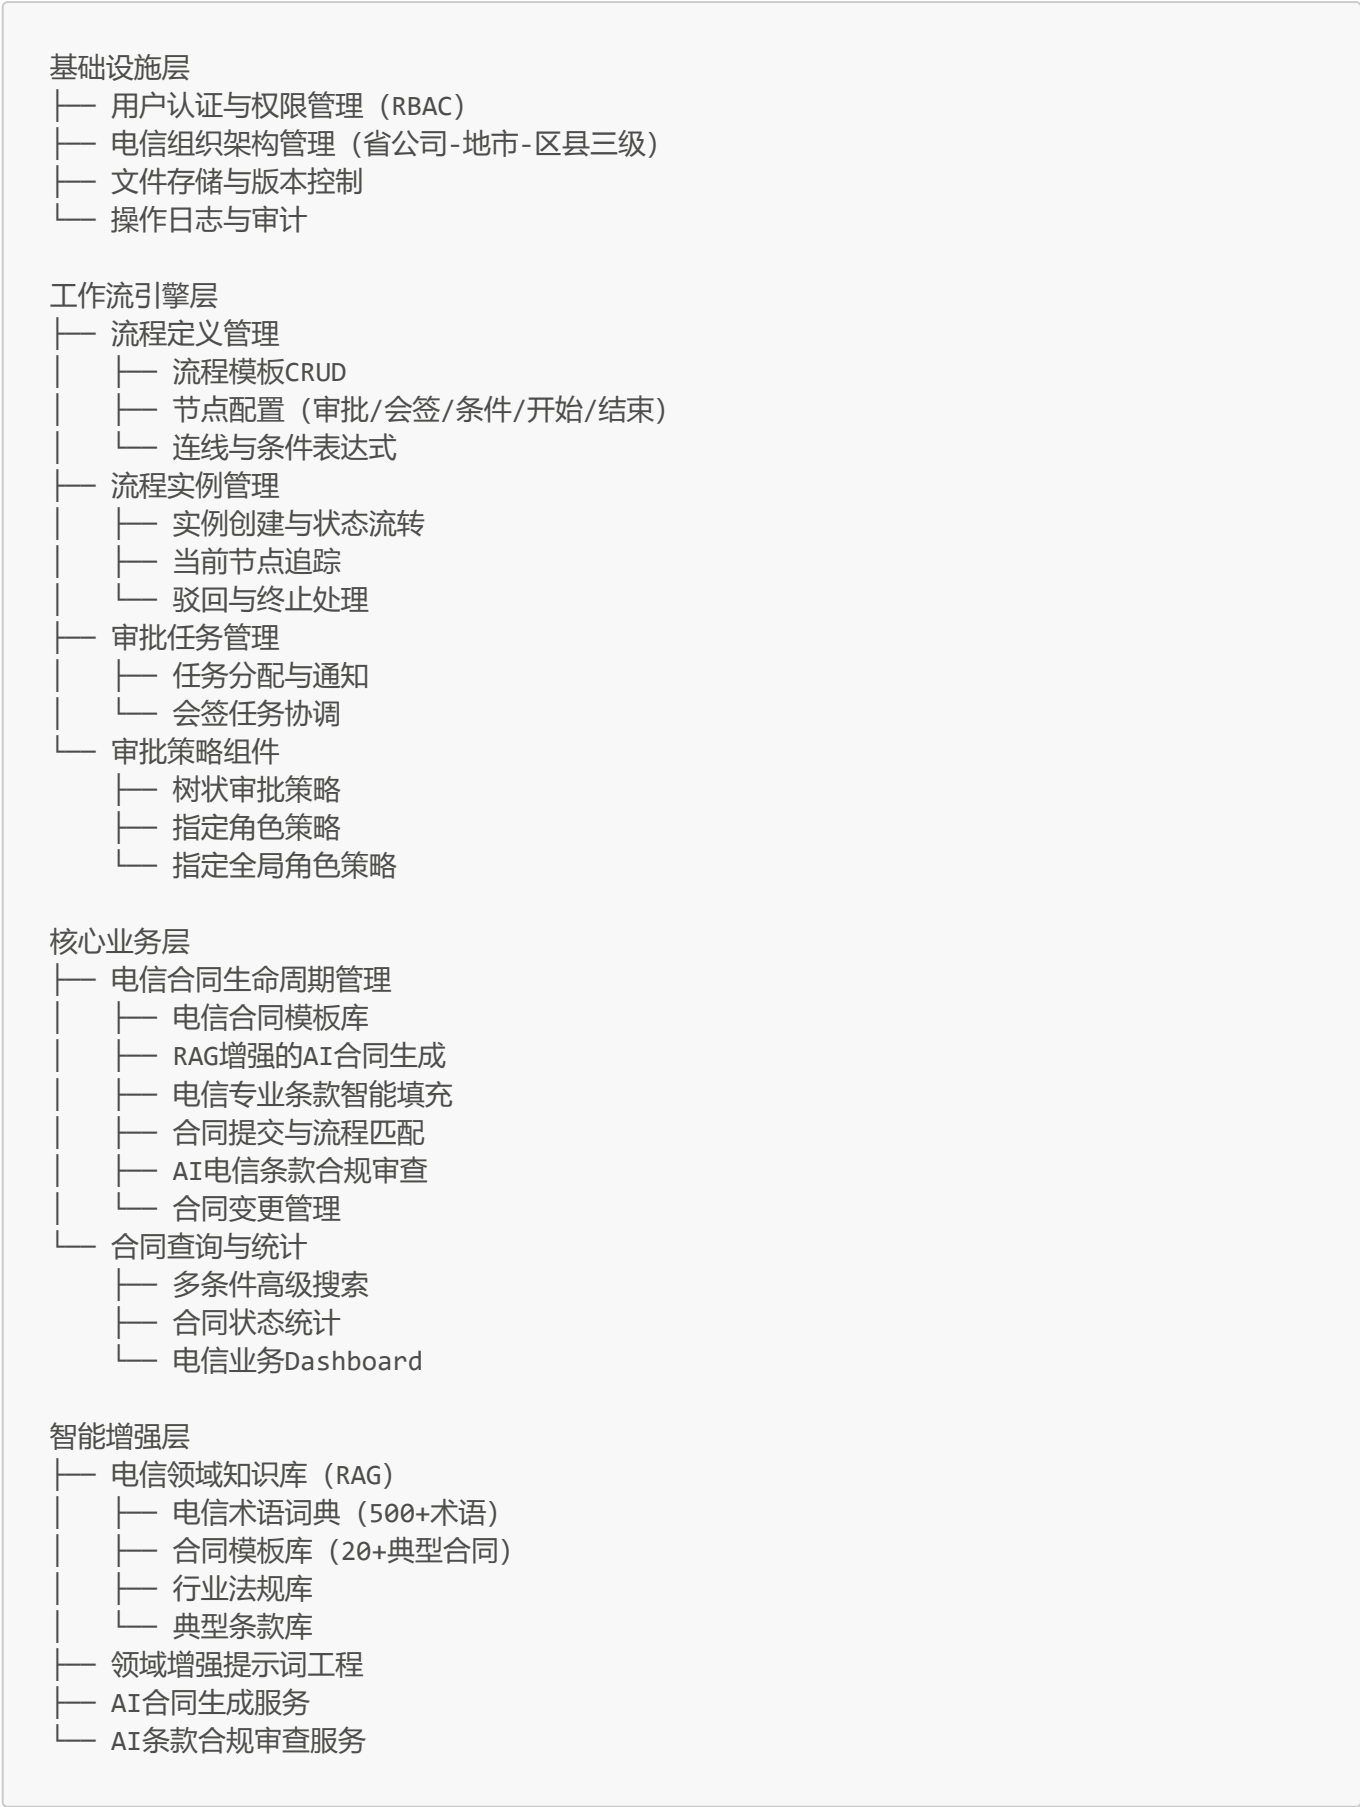 基础设施层
├── 用户认证与权限管理（RBAC）
├── 电信组织架构管理（省公司-地市-区县三级）
├── 文件存储与版本控制
└── 操作日志与审计

工作流引擎层
├── 流程定义管理
│   ├── 流程模板CRUD
│   ├── 节点配置（审批/会签/条件/开始/结束）
│   └── 连线与条件表达式
├── 流程实例管理
│   ├── 实例创建与状态流转
│   ├── 当前节点追踪
│   └── 驳回与终止处理
├── 审批任务管理
│   ├── 任务分配与通知
│   └── 会签任务协调
└── 审批策略组件
    ├── 树状审批策略
    ├── 指定角色策略
    └── 指定全局角色策略

核心业务层
├── 电信合同生命周期管理
│   ├── 电信合同模板库
│   ├── RAG增强的AI合同生成
│   ├── 电信专业条款智能填充
│   ├── 合同提交与流程匹配
│   ├── AI电信条款合规审查
│   └── 合同变更管理
└── 合同查询与统计
    ├── 多条件高级搜索
    ├── 合同状态统计
    └── 电信业务Dashboard

智能增强层
├── 电信领域知识库（RAG）
│   ├── 电信术语词典（500+术语）
│   ├── 合同模板库（20+典型合同）
│   ├── 行业法规库
│   └── 典型条款库
├── 领域增强提示词工程
├── AI合同生成服务
└── AI条款合规审查服务